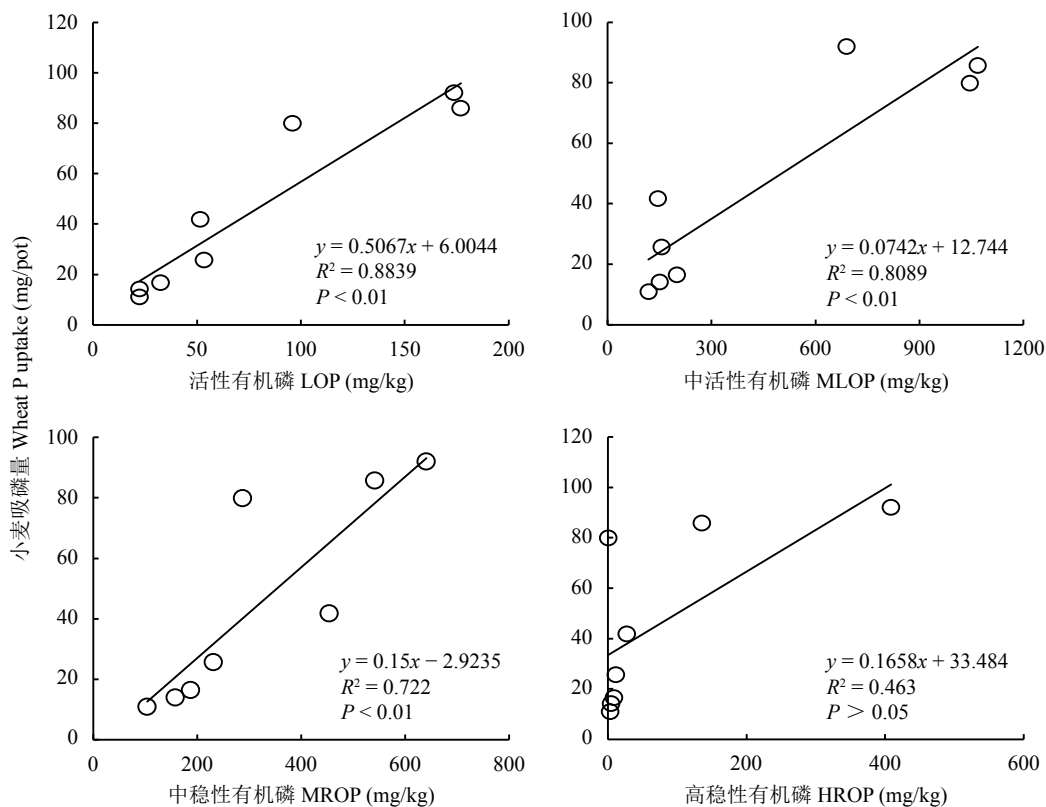 小麦吸磷量 Wheat P uptake (mg/pot)
120
100
80
60
40
20
0
0 50 100 150 200
y = 0.5067x + 6.0044
R² = 0.8839
P < 0.01
活性有机磷 LOP (mg/kg)
100
80
60
40
20
0
0 300 600 900 1200
y = 0.0742x + 12.744
R² = 0.8089
P < 0.01
中活性有机磷 MLOP (mg/kg)
100
80
60
40
20
0
0 200 400 600 800
y = 0.15x − 2.9235
R² = 0.722
P < 0.01
中稳性有机磷 MROP (mg/kg)
120
100
80
60
40
20
0
0 200 400 600
y = 0.1658x + 33.484
R² = 0.463
P > 0.05
高稳性有机磷 HROP (mg/kg)